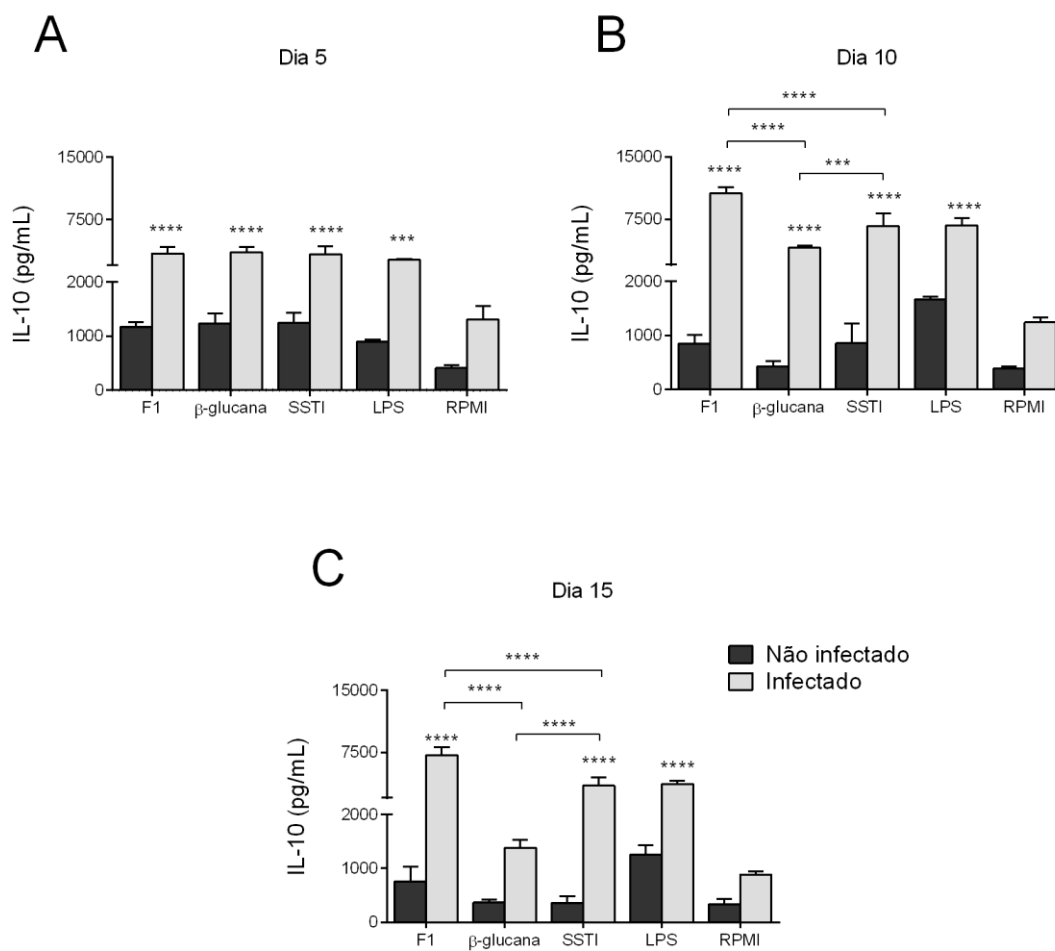 A
Dia 5
IL-10 (pg/mL)
15000
7500
2000
1000
0
****
****
****
***
F1
β-glucana
SSTI
LPS
RPMI
B
Dia 10
IL-10 (pg/mL)
15000
7500
2000
1000
0
****
****
***
****
****
****
****
F1
β-glucana
SSTI
LPS
RPMI
C
Dia 15
Não infectado
Infectado
IL-10 (pg/mL)
15000
7500
2000
1000
0
****
****
****
****
****
****
F1
β-glucana
SSTI
LPS
RPMI